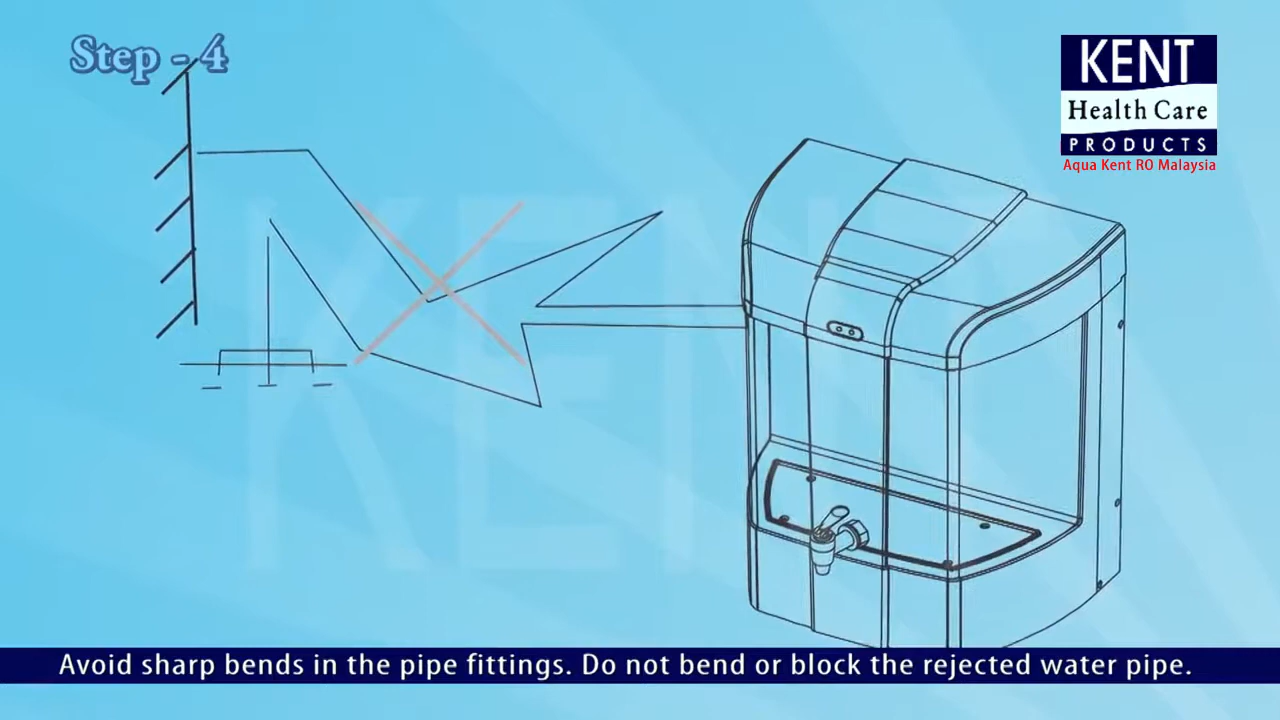 Step - 4
KENT
Health Care
PRODUCTS
Aqua Kent RO Malaysia
KENT
Avoid sharp bends in the pipe fittings. Do not bend or block the rejected water pipe.